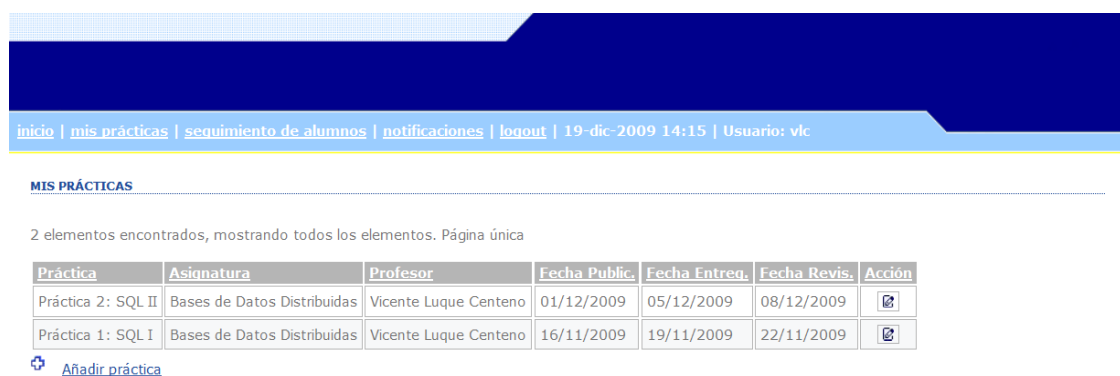 inicio | mis prácticas | seguimiento de alumnos | notificaciones | logout | 19-dic-2009 14:15 | Usuario: vlc
MIS PRÁCTICAS
2 elementos encontrados, mostrando todos los elementos. Página única
Práctica Asignatura Profesor Fecha Public. Fecha Entreg. Fecha Revis. Acción
Práctica 2: SQL II Bases de Datos Distribuidas Vicente Luque Centeno 01/12/2009 05/12/2009 08/12/2009
Práctica 1: SQL I Bases de Datos Distribuidas Vicente Luque Centeno 16/11/2009 19/11/2009 22/11/2009
Añadir práctica